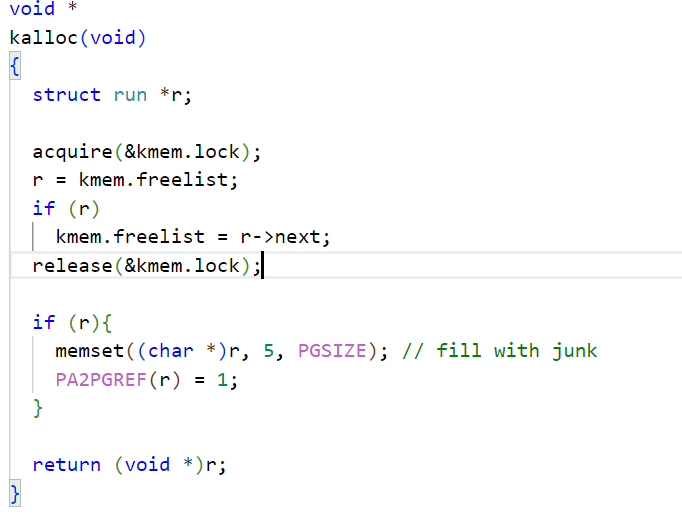 void *
kalloc(void)
{
  struct run *r;

  acquire(&kmem.lock);
  r = kmem.freelist;
  if (r)
    kmem.freelist = r->next;
  release(&kmem.lock);

  if (r){
    memset((char *)r, 5, PGSIZE); // fill with junk
    PA2PGREF(r) = 1;
  }

  return (void *)r;
}